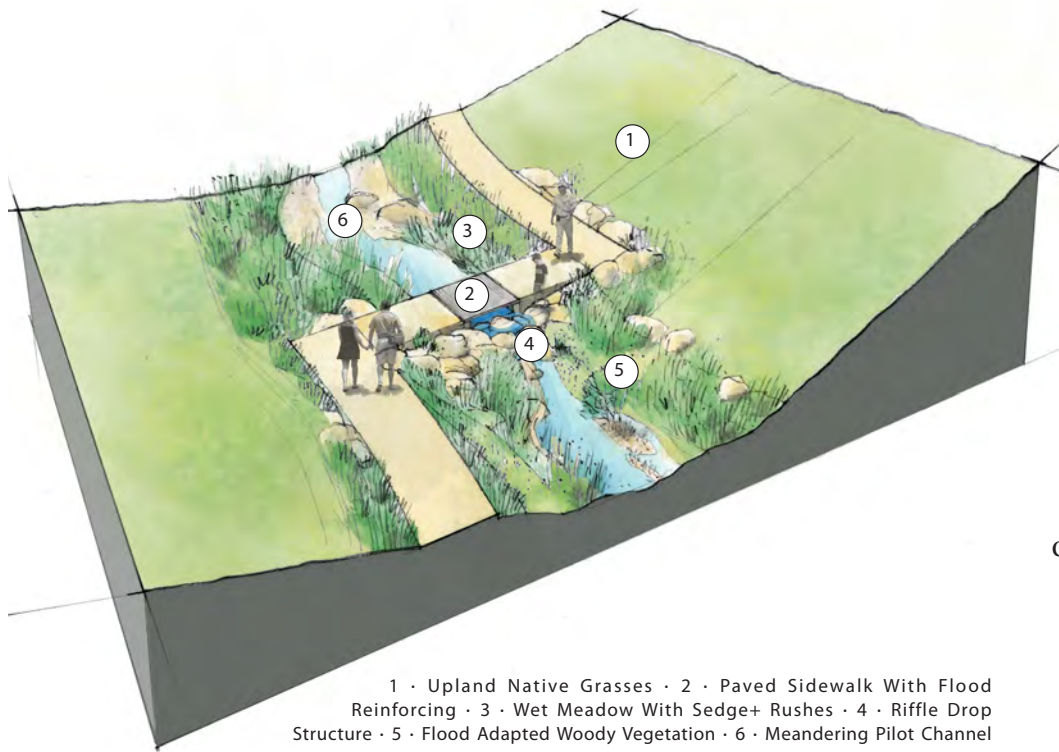 1
6
3
2
4
5
1 · Upland Native Grasses · 2 · Paved Sidewalk With Flood
Reinforcing · 3 · Wet Meadow With Sedge+ Rushes · 4 · Riffle Drop
Structure · 5 · Flood Adapted Woody Vegetation · 6 · Meandering Pilot Channel